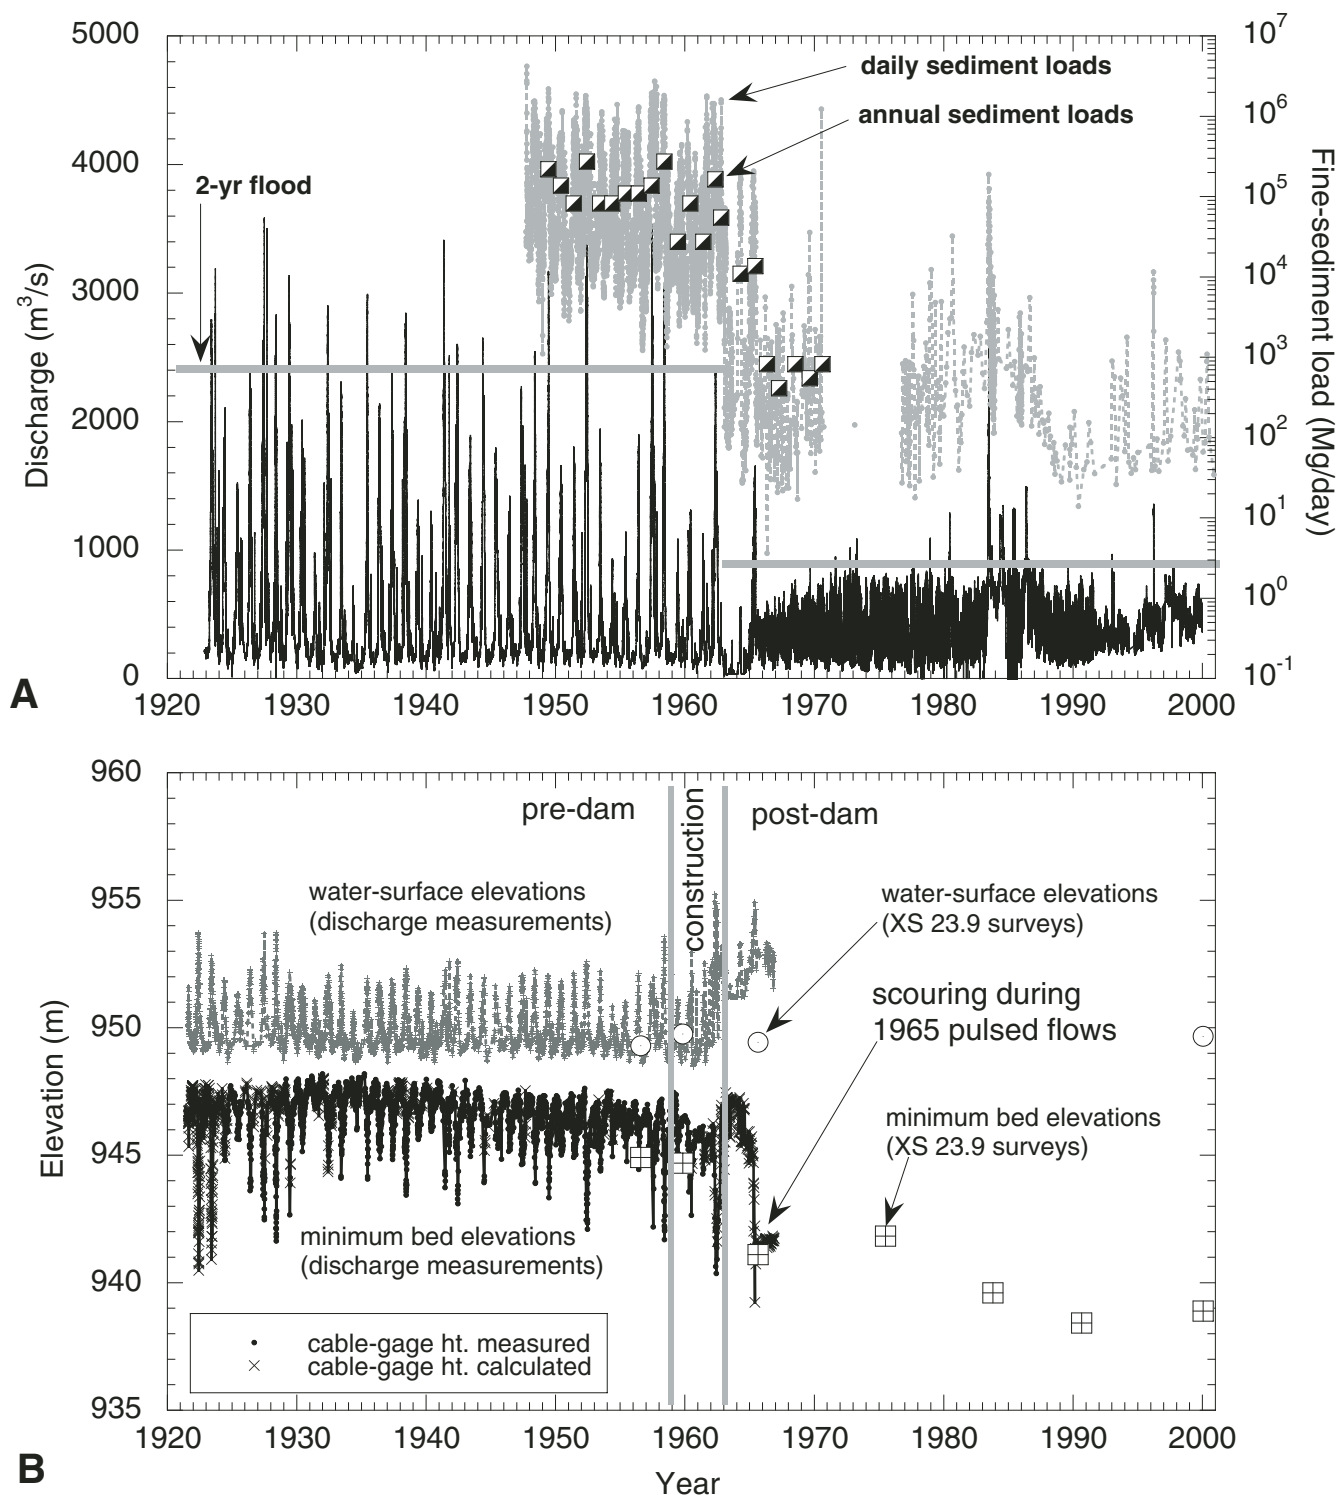 5000
4000
3000
2000
1000
0
Discharge (m³/s)
10⁷
10⁶
10⁵
10⁴
10³
10²
10¹
10⁰
10⁻¹
Fine-sediment load (Mg/day)
daily sediment loads
annual sediment loads
2-yr flood
A
1920 1930 1940 1950 1960 1970 1980 1990 2000
960
955
950
945
940
935
Elevation (m)
pre-dam
construction
post-dam
water-surface elevations
(discharge measurements)
water-surface elevations
(XS 23.9 surveys)
scouring during
1965 pulsed flows
minimum bed elevations
(XS 23.9 surveys)
minimum bed elevations
(discharge measurements)
cable-gage ht. measured
cable-gage ht. calculated
1920 1930 1940 1950 1960 1970 1980 1990 2000
B
Year